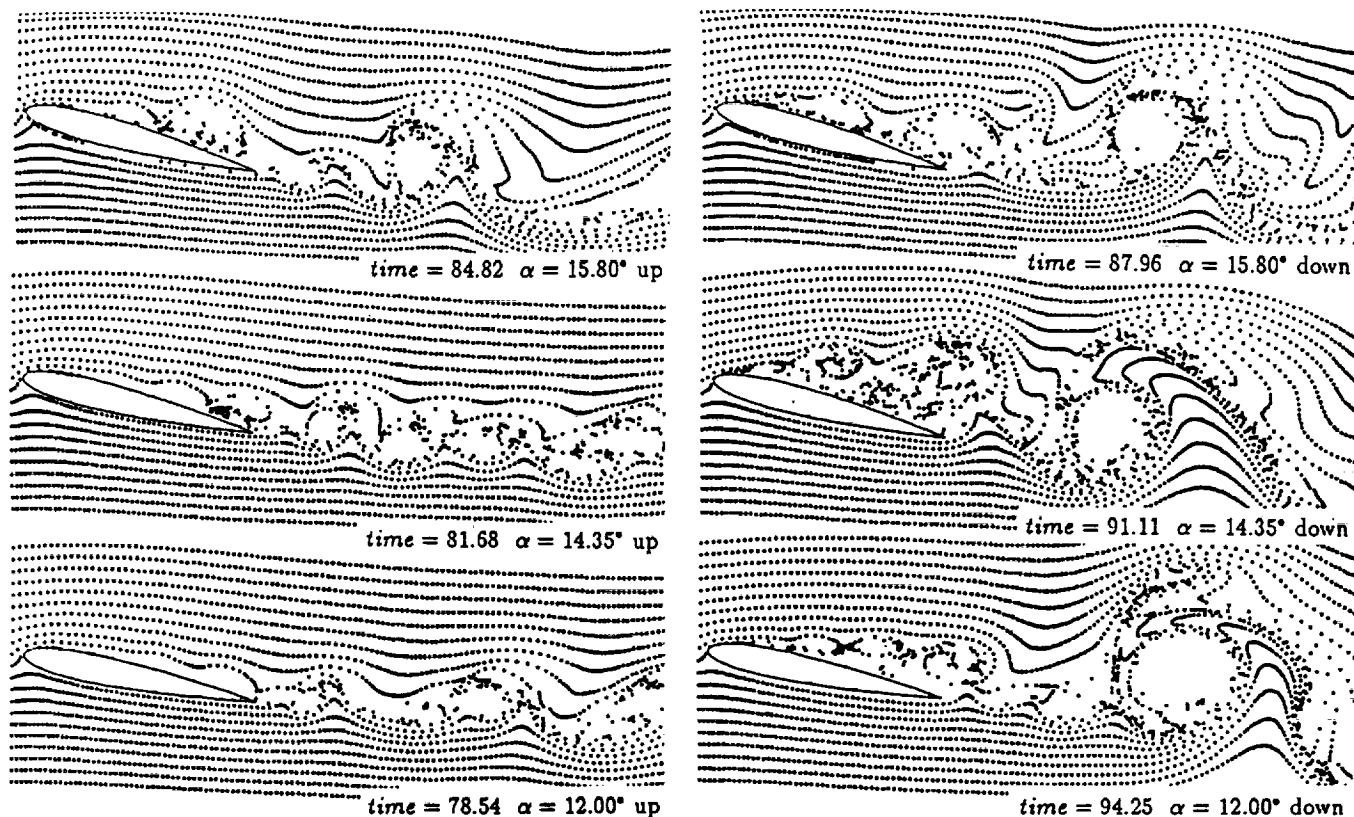 time = 84.82 α = 15.80° up
time = 87.96 α = 15.80° down
time = 81.68 α = 14.35° up
time = 91.11 α = 14.35° down
time = 78.54 α = 12.00° up
time = 94.25 α = 12.00° down